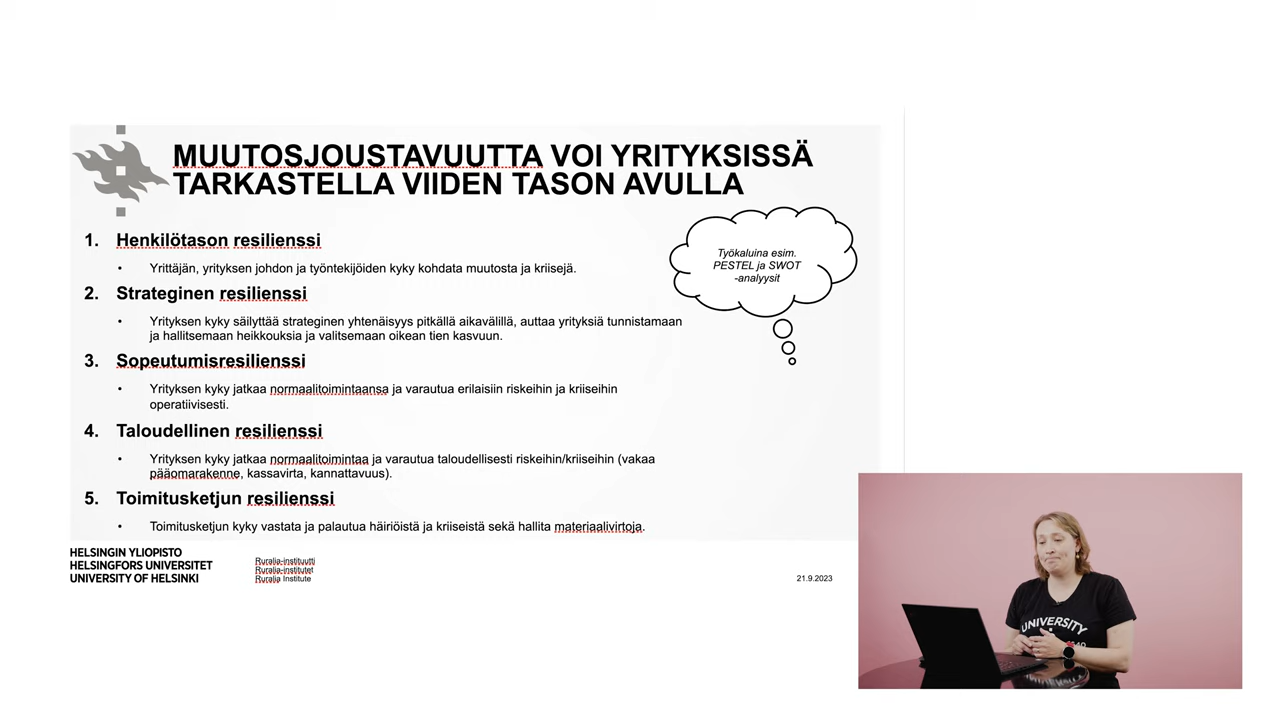 MUUTOSJOUSTAVUUTTA VOI YRITYKSISSÄ
TARKASTELLA VIIDEN TASON AVULLA
1. Henkilötason resilienssi
• Yrittäjän, yrityksen johdon ja työntekijöiden kyky kohdata muutosta ja kriisejä.
2. Strateginen resilienssi
• Yrityksen kyky säilyttää strateginen yhtenäisyys pitkällä aikavälillä, auttaa yrityksiä tunnistamaan
ja hallitsemaan heikkouksia ja valitsemaan oikean tien kasvuun.
3. Sopeutumisresilienssi
• Yrityksen kyky jatkaa normaalitoimintaansa ja varautua erilaisiin riskeihin ja kriiseihin
operatiivisesti.
4. Taloudellinen resilienssi
• Yrityksen kyky jatkaa normaalitoimintaa ja varautua taloudellisesti riskeihin/kriiseihin (vakaa
pääomarakenne, kassavirta, kannattavuus).
5. Toimitusketjun resilienssi
• Toimitusketjun kyky vastata ja palautua häiriöistä ja kriiseistä sekä hallita materiaalivirtoja.
Työkaluina esim.
PESTEL ja SWOT
-analyysit
HELSINGIN YLIOPISTO
HELSINGFORS UNIVERSITET
UNIVERSITY OF HELSINKI
Ruralia-instituutti
Ruralia-institutet
Ruralia Institute
21.9.2023
UNIVERSITY